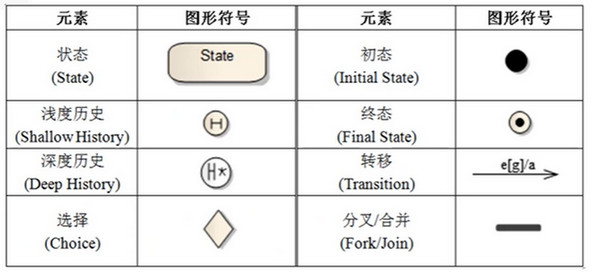 元素 图形符号 元素 图形符号
状态
(State)
State
初态
(Initial State)
浅度历史
(Shallow History)
H
终态
(Final State)
深度历史
(Deep History)
H*
转移
(Transition)
e[g]/a
选择
(Choice)
分叉/合并
(Fork/Join)